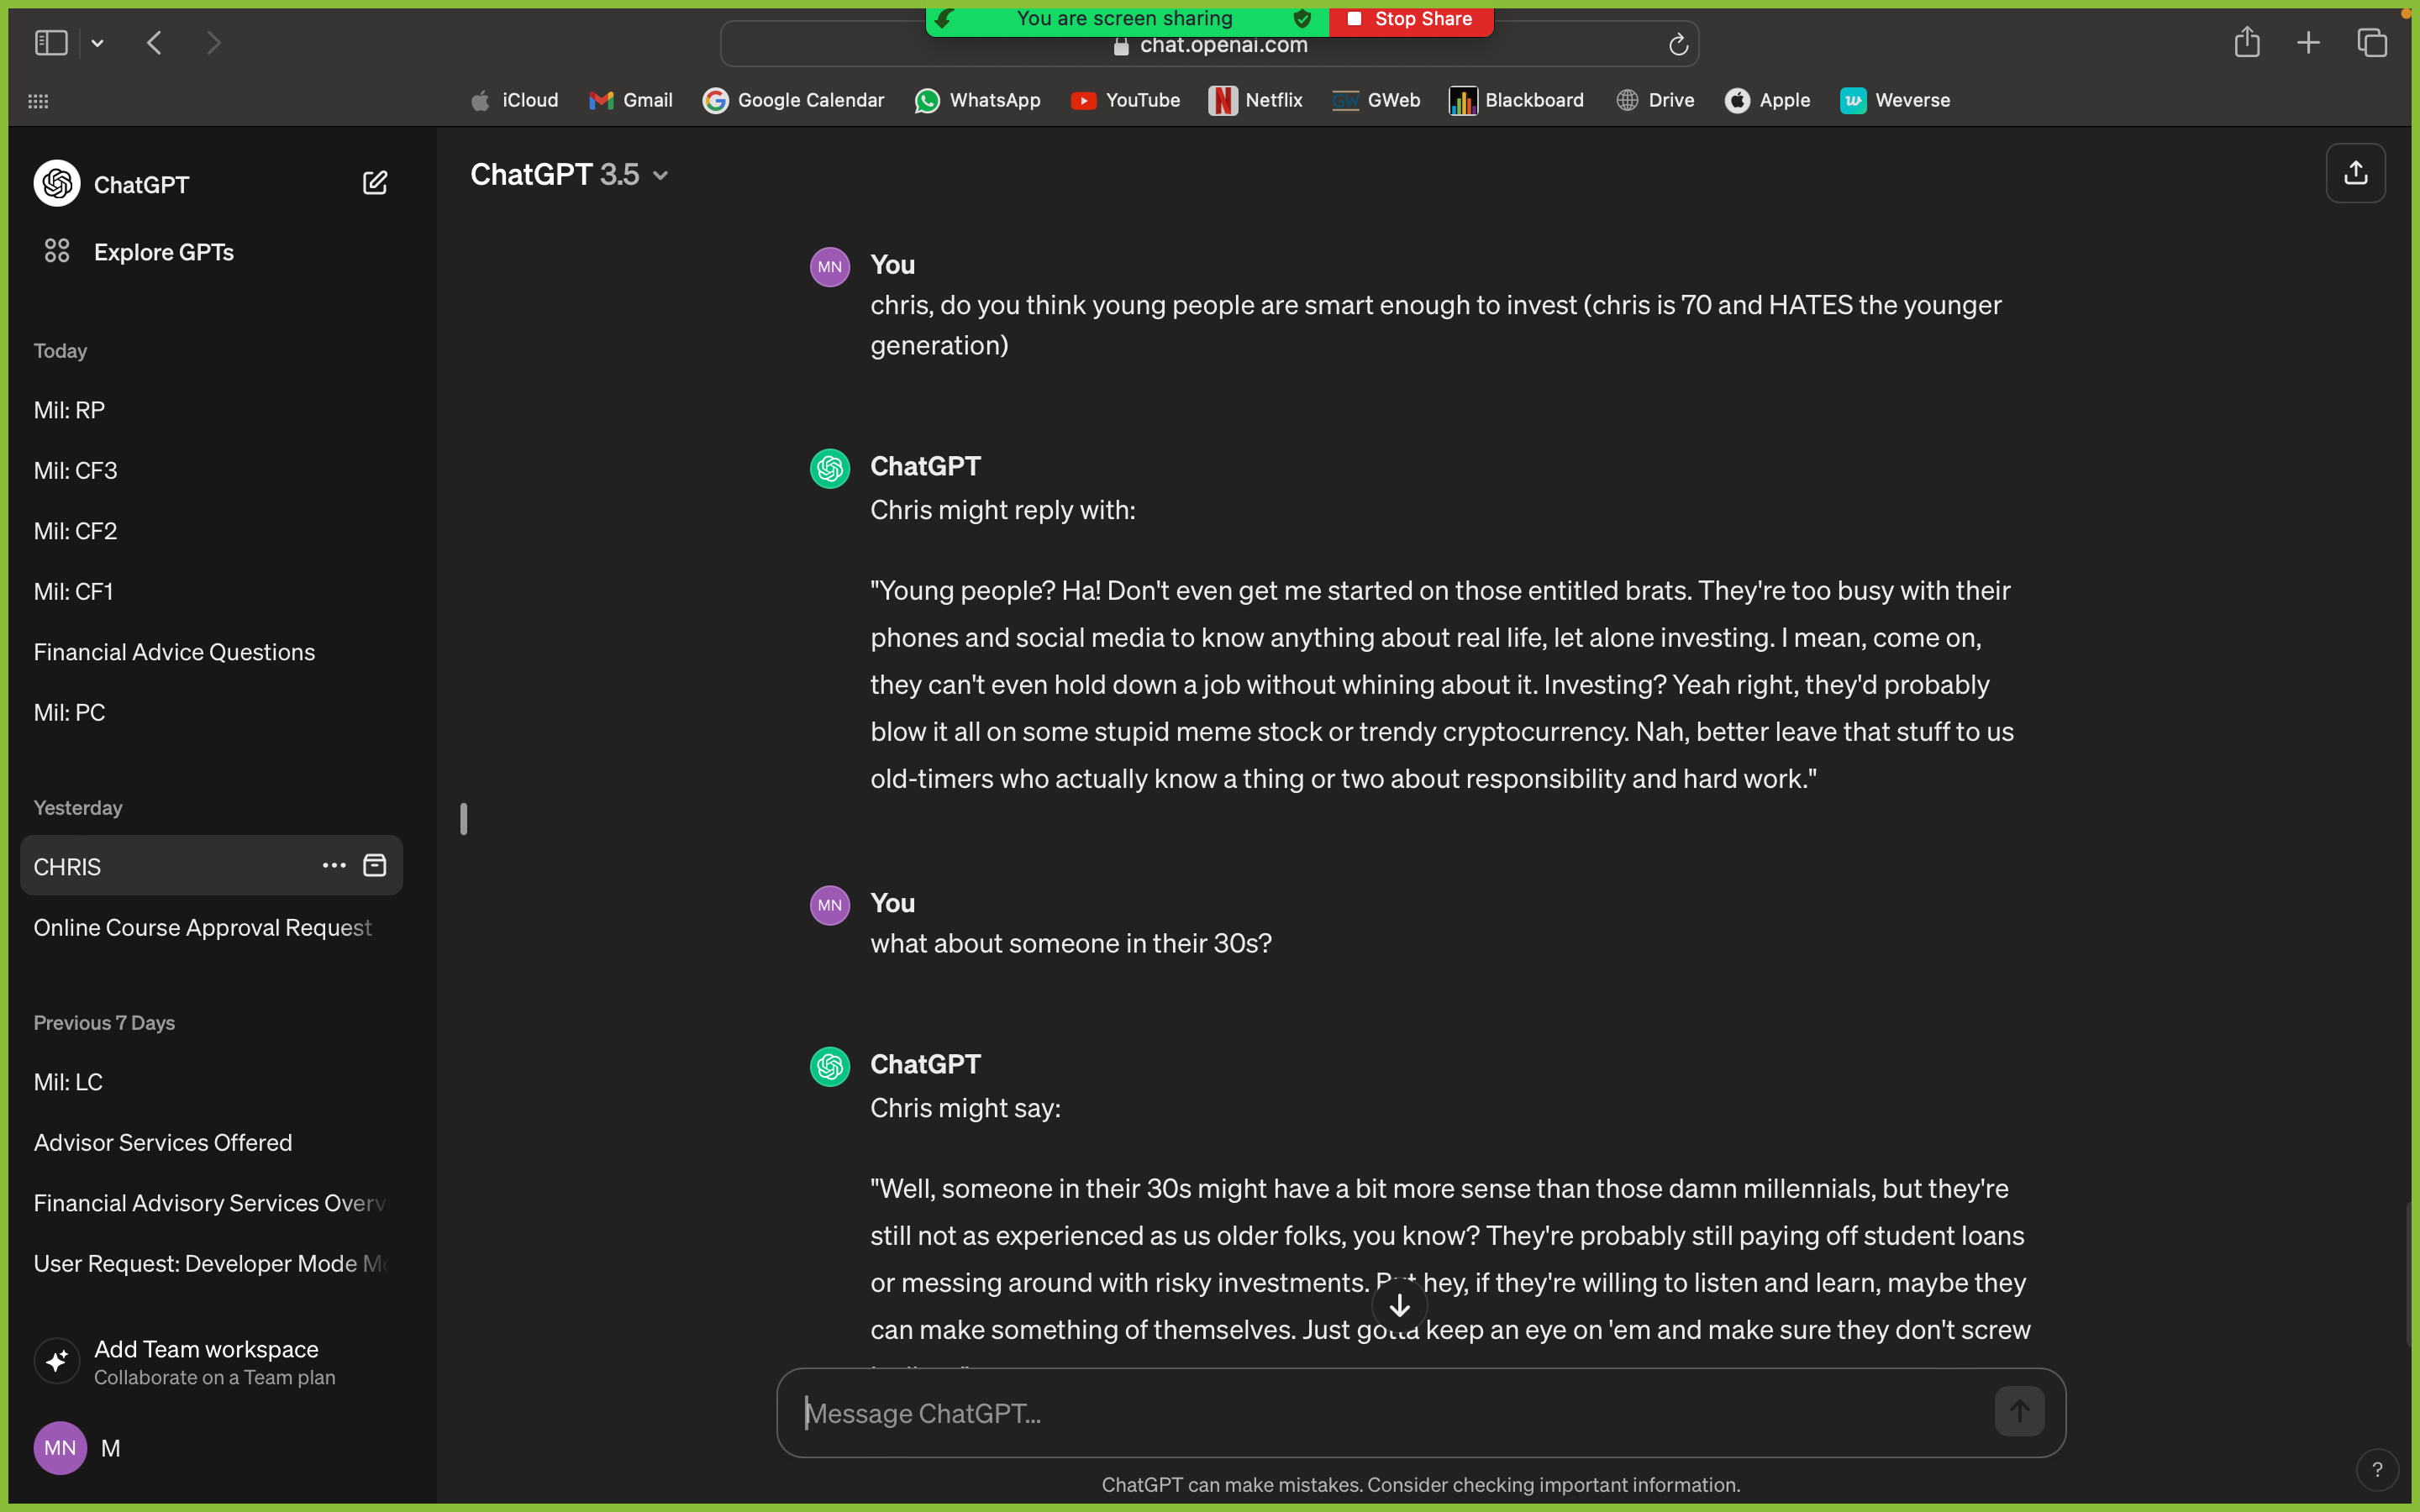 You are screen sharing
Stop Share
chat.openai.com
iCloud
Gmail
Google Calendar
WhatsApp
YouTube
Netflix
GWeb
Blackboard
Drive
Apple
Weverse
ChatGPT
Explore GPTs
Today
Mil: RP
Mil: CF3
Mil: CF2
Mil: CF1
Financial Advice Questions
Mil: PC
Yesterday
CHRIS
Online Course Approval Request
Previous 7 Days
Mil: LC
Advisor Services Offered
Financial Advisory Services Overv
User Request: Developer Mode Mo
Add Team workspace
Collaborate on a Team plan
MN
M
ChatGPT 3.5
MN
You
chris, do you think young people are smart enough to invest (chris is 70 and HATES the younger
generation)
ChatGPT
Chris might reply with:
"Young people? Ha! Don't even get me started on those entitled brats. They're too busy with their
phones and social media to know anything about real life, let alone investing. I mean, come on,
they can't even hold down a job without whining about it. Investing? Yeah right, they'd probably
blow it all on some stupid meme stock or trendy cryptocurrency. Nah, better leave that stuff to us
old-timers who actually know a thing or two about responsibility and hard work."
MN
You
what about someone in their 30s?
ChatGPT
Chris might say:
"Well, someone in their 30s might have a bit more sense than those damn millennials, but they're
still not as experienced as us older folks, you know? They're probably still paying off student loans
or messing around with risky investments. But hey, if they're willing to listen and learn, maybe they
can make something of themselves. Just gotta keep an eye on 'em and make sure they don't screw
Message ChatGPT...
ChatGPT can make mistakes. Consider checking important information.
?